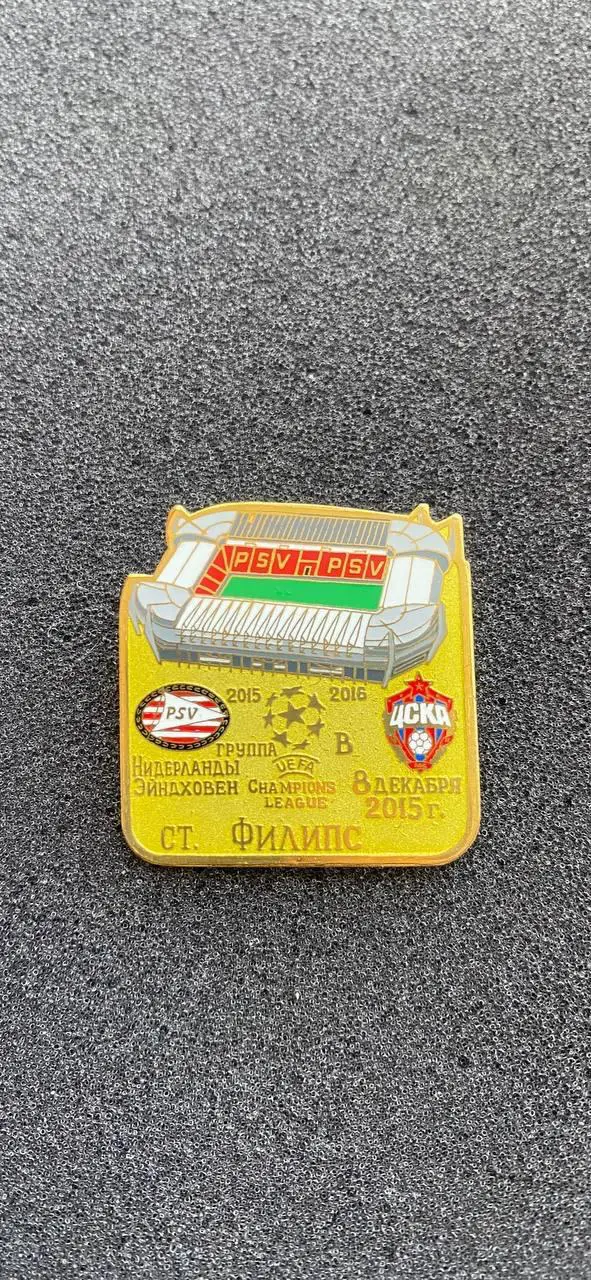 PSV PSV
2015 2016
PSV
ЦСКА
ГРУППА В
НИДЕРЛАНДЫ
ЭЙНДХОВЕН
UEFA
CHAMPIONS
LEAGUE
8 ДЕКАБРЯ
2015 г.
СТ. ФИЛИПС